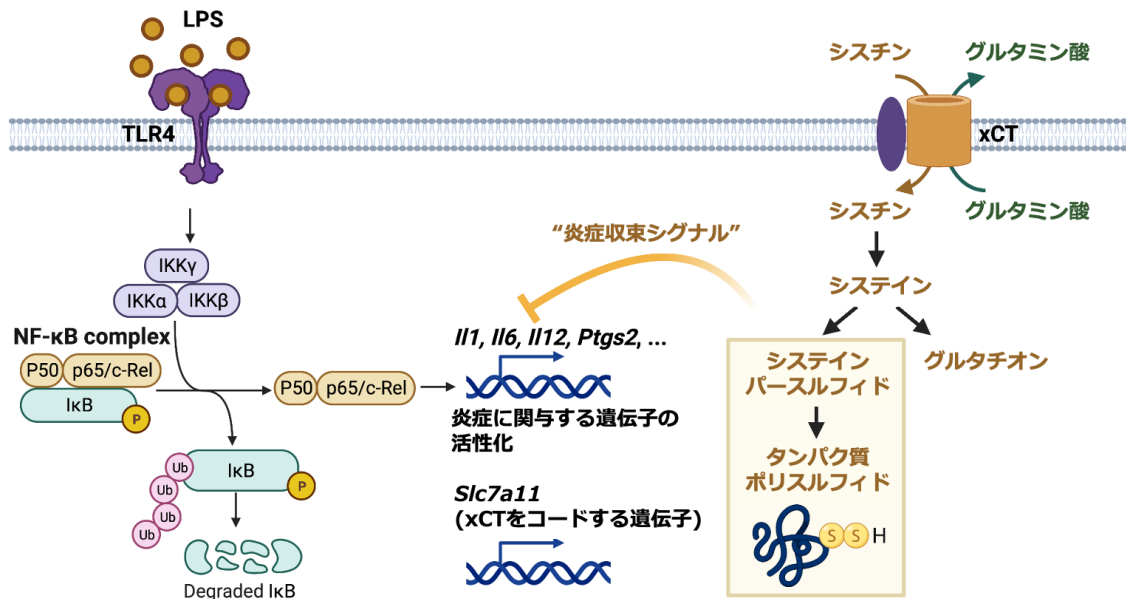 LPS
TLR4
IKKγ
IKKα
IKKβ
NF-κB complex
P50
p65/c-Rel
IκB
P
P50
p65/c-Rel
Ub
Ub
Ub
Ub
IκB
P
Degraded IκB
Il1, Il6, Il12, Ptgs2, ...
炎症に関与する遺伝子の
活性化
Slc7a11
(xCTをコードする遺伝子)
“炎症収束シグナル”
シスチン
グルタミン酸
xCT
シスチン
グルタミン酸
システイン
システイン
パースルフィド
グルタチオン
タンパク質
ポリスルフィド
S
S
H